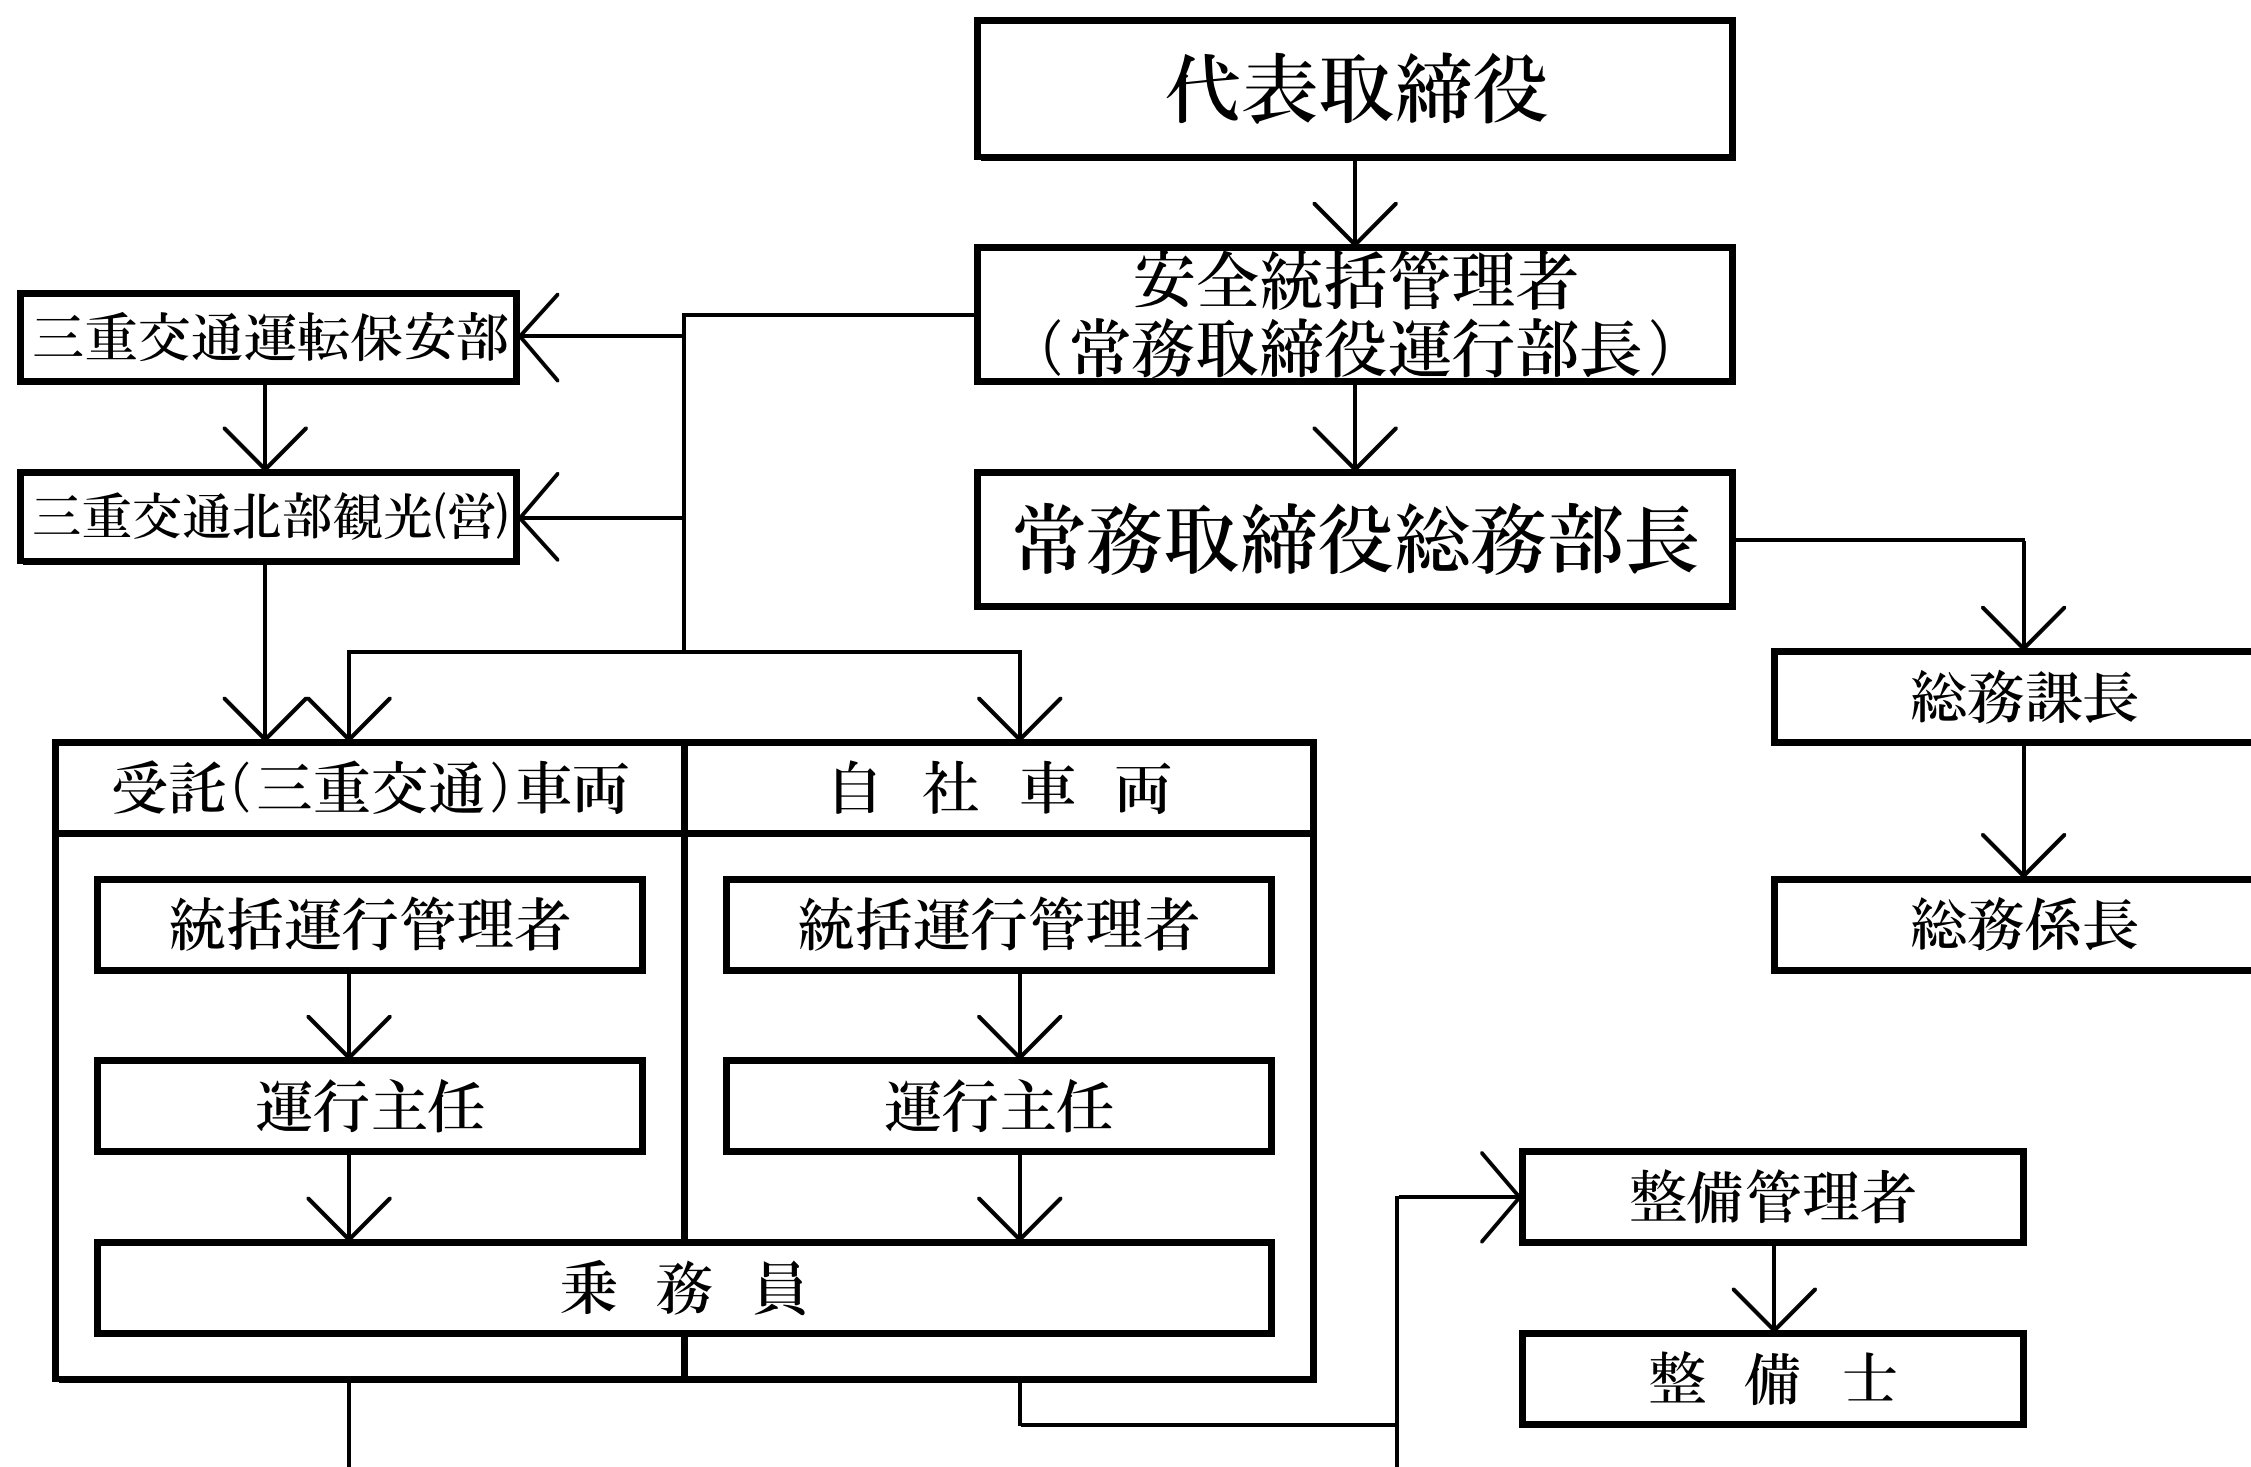 代表取締役
安全統括管理者
（常務取締役運行部長）
三重交通運転保安部
三重交通北部観光(営)
常務取締役総務部長
総務課長
総務係長
受託(三重交通)車両
自社車両
統括運行管理者
統括運行管理者
運行主任
運行主任
乗務員
整備管理者
整備士